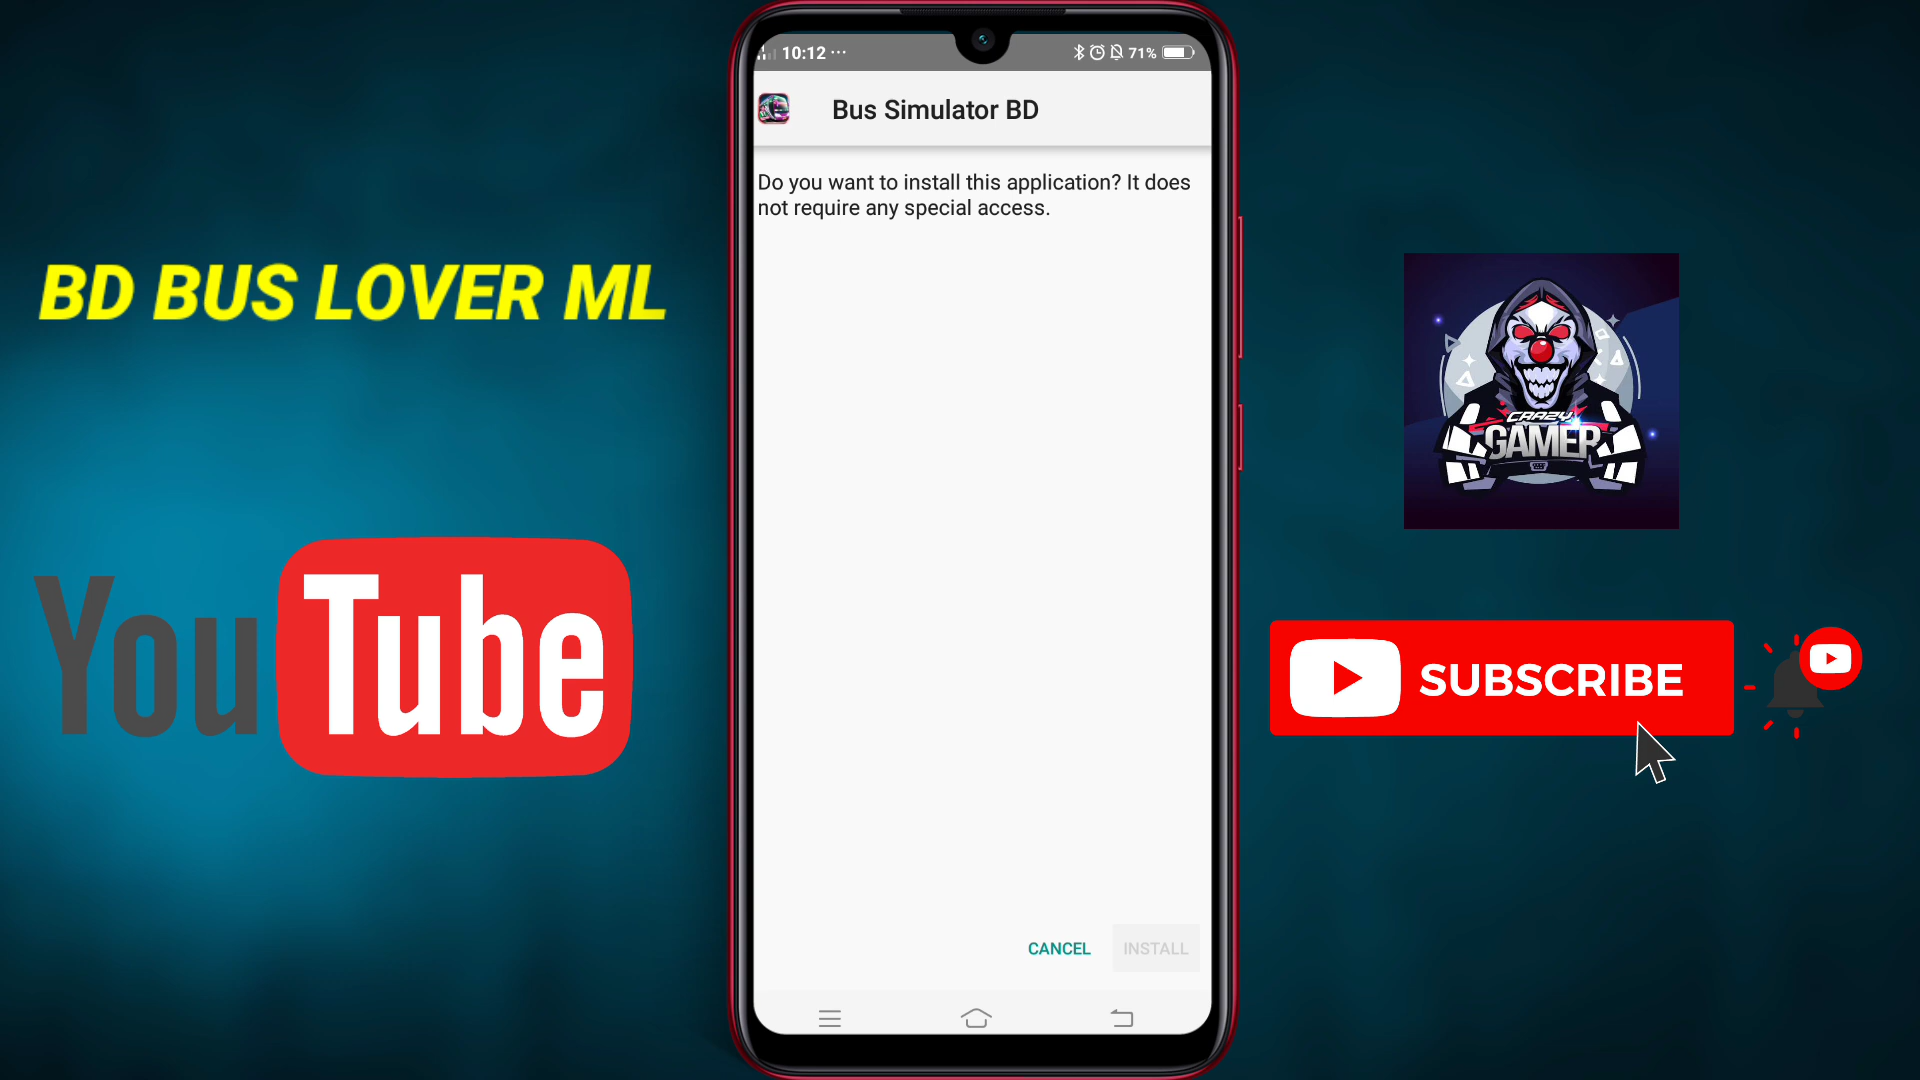 10:12 ...
71%
Bus Simulator BD
Do you want to install this application? It does
not require any special access.
CANCEL
INSTALL
BD BUS LOVER ML
YouTube
CRAZY
GAMER
SUBSCRIBE